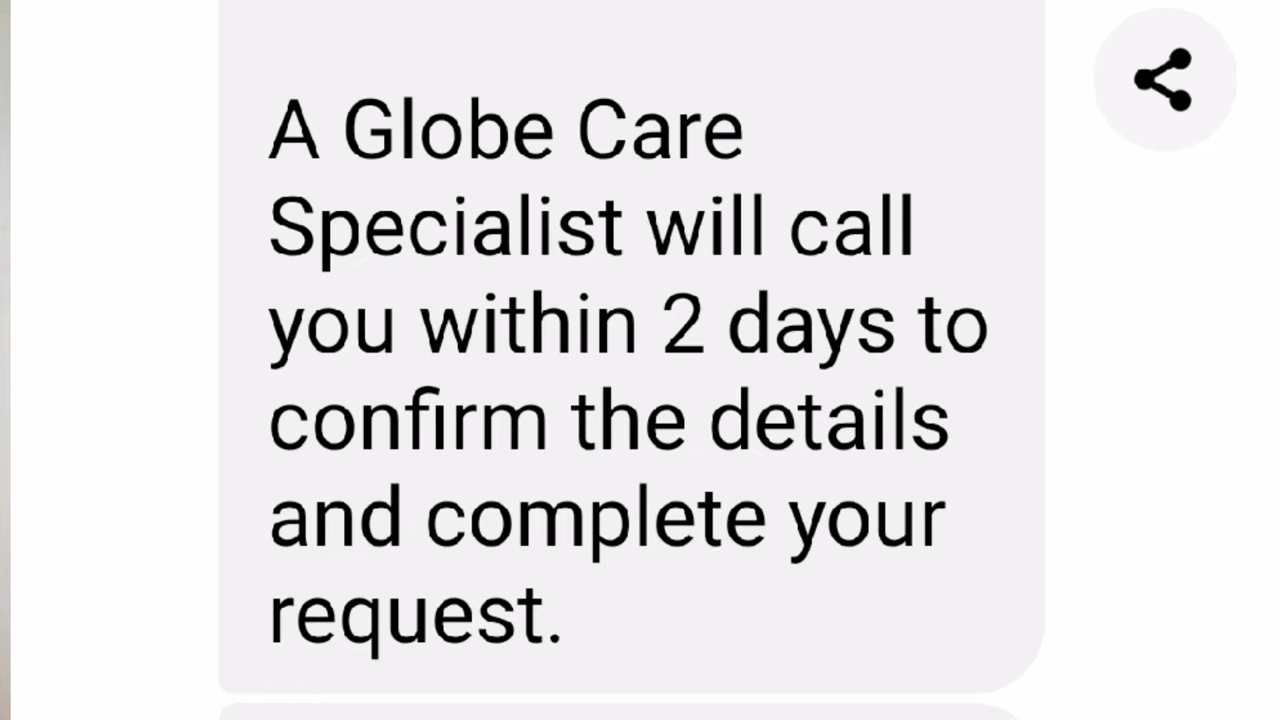 A Globe Care
Specialist will call
you within 2 days to
confirm the details
and complete your
request.